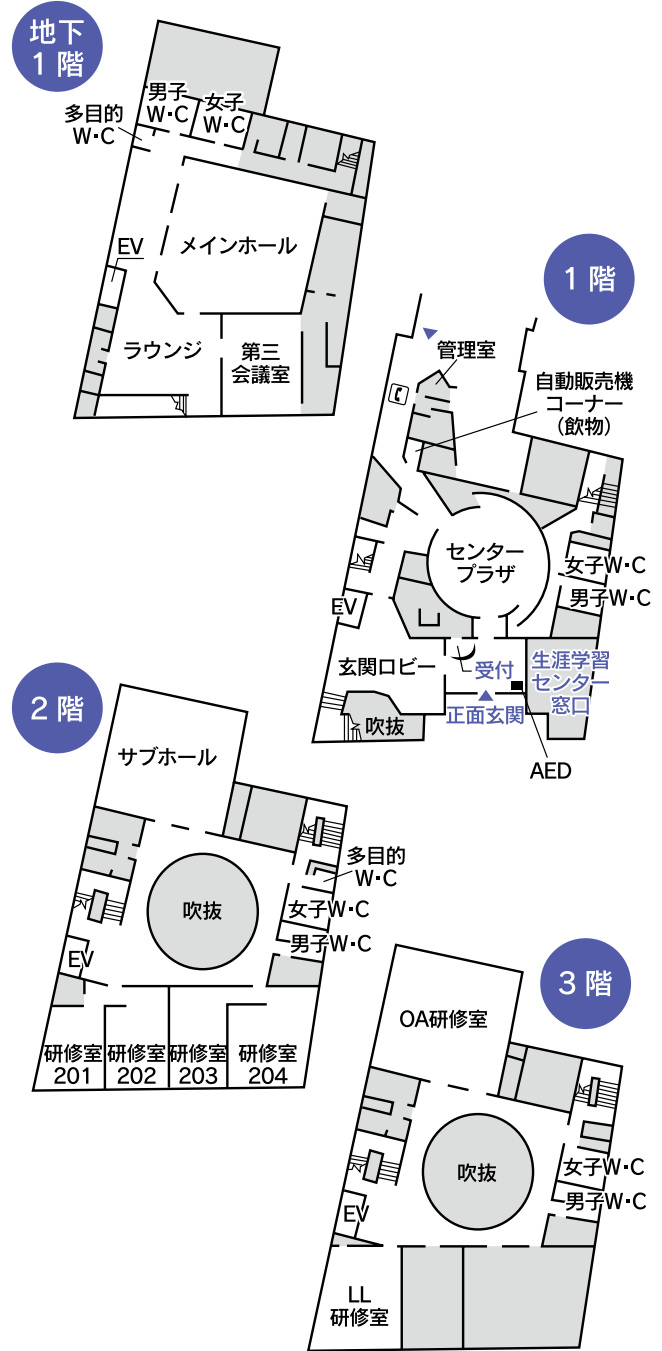 地下
1階
男子
W・C
女子
W・C
多目的
W・C
EV
メインホール
ラウンジ
第三
会議室
1階
管理室
自動販売機
コーナー
（飲物）
センター
プラザ
女子W・C
男子W・C
EV
玄関ロビー
受付
生涯学習
センター
窓口
吹抜
正面玄関
AED
2階
サブホール
多目的
W・C
吹抜
女子W・C
男子W・C
EV
研修室
201
研修室
202
研修室
203
研修室
204
3階
OA研修室
吹抜
女子W・C
男子W・C
EV
LL
研修室